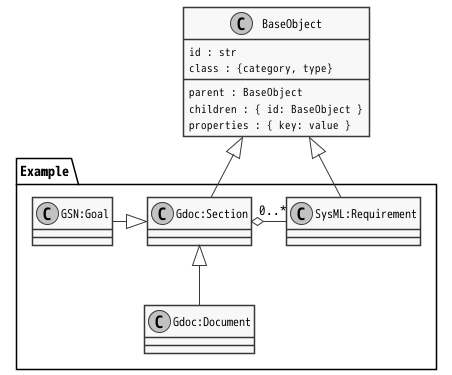 C BaseObject
id : str
class : {category, type}
parent : BaseObject
children : { id: BaseObject }
properties : { key: value }
Example
C GSN:Goal
C Gdoc:Section
0..*
C SysML:Requirement
C Gdoc:Document